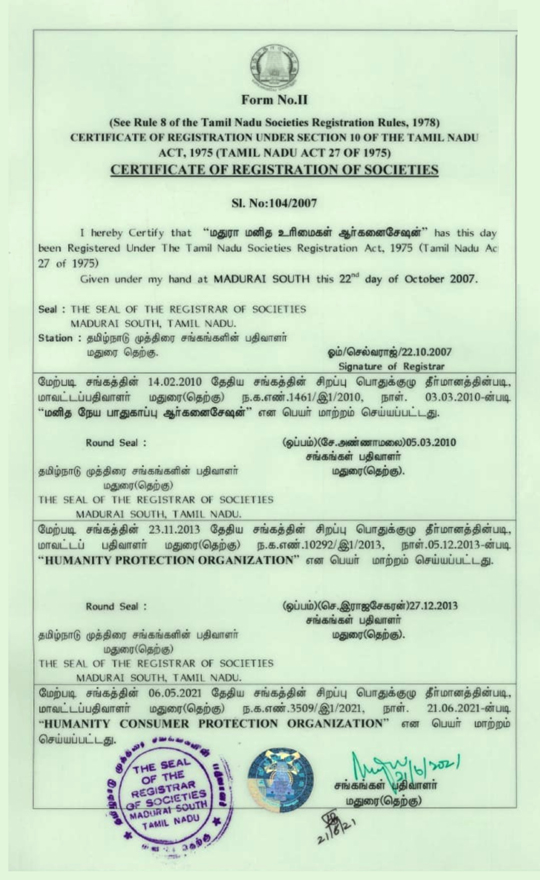 Form No.II
(See Rule 8 of the Tamil Nadu Societies Registration Rules, 1978)
CERTIFICATE OF REGISTRATION UNDER SECTION 10 OF THE TAMIL NADU
ACT, 1975 (TAMIL NADU ACT 27 OF 1975)
CERTIFICATE OF REGISTRATION OF SOCIETIES
Sl. No:104/2007
I hereby Certify that “மதுரா மனித உரிமைகள் ஆர்கனைசேஷன்” has this day
been Registered Under The Tamil Nadu Societies Registration Act, 1975 (Tamil Nadu Ac
27 of 1975)
Given under my hand at MADURAI SOUTH this 22nd day of October 2007.
Seal : THE SEAL OF THE REGISTRAR OF SOCIETIES
MADURAI SOUTH, TAMIL NADU.
Station : தமிழ்நாடு முத்திரை சங்கங்களின் பதிவாளர்
மதுரை தெற்கு.
ஓம்/செல்வராஜ்/22.10.2007
Signature of Registrar
மேற்படி சங்கத்தின் 14.02.2010 தேதிய சங்கத்தின் சிறப்பு பொதுக்குழு தீர்மானத்தின்படி,
மாவட்டப்பதிவாளர் மதுரை(தெற்கு) ந.க.எண்.1461/இ1/2010, நாள். 03.03.2010-ன்படி
“மனித நேய பாதுகாப்பு ஆர்கனைசேஷன்” என பெயர் மாற்றம் செய்யப்பட்டது.
Round Seal :
(ஒப்பம்)(சே.அண்ணாமலை)05.03.2010
சங்கங்கள் பதிவாளர்
தமிழ்நாடு முத்திரை சங்கங்களின் பதிவாளர்
மதுரை(தெற்கு).
மதுரை(தெற்கு)
THE SEAL OF THE REGISTRAR OF SOCIETIES
MADURAI SOUTH, TAMIL NADU.
மேற்படி சங்கத்தின் 23.11.2013 தேதிய சங்கத்தின் சிறப்பு பொதுக்குழு தீர்மானத்தின்படி,
மாவட்டப் பதிவாளர் மதுரை(தெற்கு) ந.க.எண்.10292/இ1/2013, நாள்.05.12.2013-ன்படி
“HUMANITY PROTECTION ORGANIZATION” என பெயர் மாற்றம் செய்யப்பட்டது.
Round Seal :
(ஒப்பம்)(செ.இராஜசேகரன்)27.12.2013
சங்கங்கள் பதிவாளர்
தமிழ்நாடு முத்திரை சங்கங்களின் பதிவாளர்
மதுரை(தெற்கு).
மதுரை(தெற்கு)
THE SEAL OF THE REGISTRAR OF SOCIETIES
MADURAI SOUTH, TAMIL NADU.
மேற்படி சங்கத்தின் 06.05.2021 தேதிய சங்கத்தின் சிறப்பு பொதுக்குழு தீர்மானத்தின்படி,
மாவட்டப்பதிவாளர் மதுரை(தெற்கு) ந.க.எண்.3509/இ1/2021, நாள். 21.06.2021-ன்படி
“HUMANITY CONSUMER PROTECTION ORGANIZATION” என பெயர் மாற்றம்
செய்யப்பட்டது.
THE SEAL
OF THE
REGISTRAR
OF SOCIETIES
MADURAI SOUTH
TAMIL NADU
21/6/2021
சங்கங்கள் பதிவாளர்
மதுரை(தெற்கு)
21/6/21